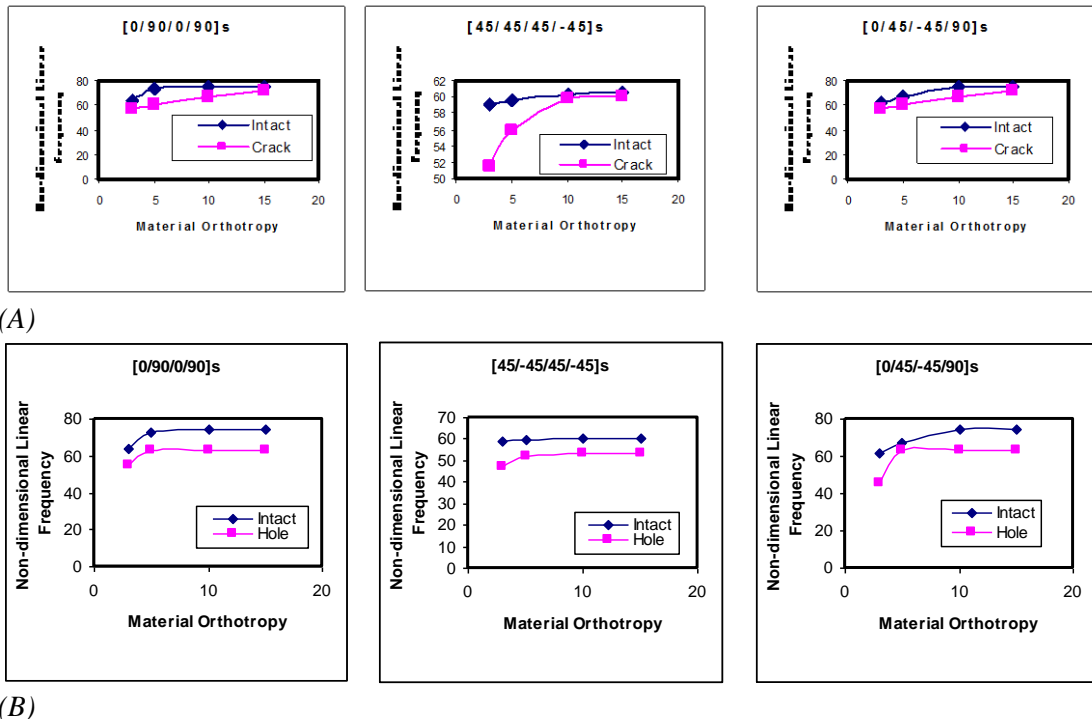 [0/90/0/90]s
80
60
40
20
0
0 5 10 15 20
Intact
Crack
Material Orthotropy
[45/45/45/-45]s
62
60
58
56
54
52
50
0 5 10 15 20
Intact
Crack
Material Orthotropy
[0/45/-45/90]s
80
60
40
20
0
0 5 10 15 20
Intact
Crack
Material Orthotropy
(A)
[0/90/0/90]s
Non-dimensional Linear
Frequency
80
60
40
20
0
0 10 20
Intact
Hole
Material Orthotropy
[45/-45/45/-45]s
Non-dimensional Linear
Frequency
70
60
50
40
30
20
10
0
0 10 20
Intact
Hole
Material Orthotropy
[0/45/-45/90]s
Non-dimensional Linear
Frequency
80
60
40
20
0
0 10 20
Intact
Hole
Material Orthotropy
(B)